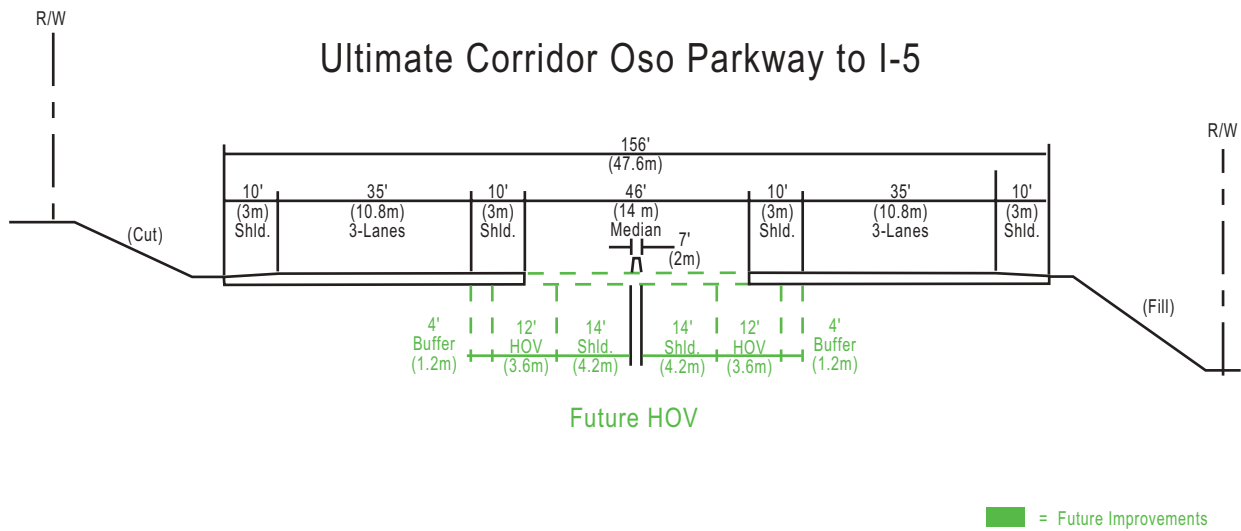 R/W
Ultimate Corridor Oso Parkway to I-5
R/W
156'
(47.6m)
10'
(3m)
Shld.
35'
(10.8m)
3-Lanes
10'
(3m)
Shld.
46'
(14 m)
Median
7'
(2m)
10'
(3m)
Shld.
35'
(10.8m)
3-Lanes
10'
(3m)
Shld.
(Cut)
(Fill)
4'
Buffer
(1.2m)
12'
HOV
(3.6m)
14'
Shld.
(4.2m)
14'
Shld.
(4.2m)
12'
HOV
(3.6m)
4'
Buffer
(1.2m)
Future HOV
= Future Improvements